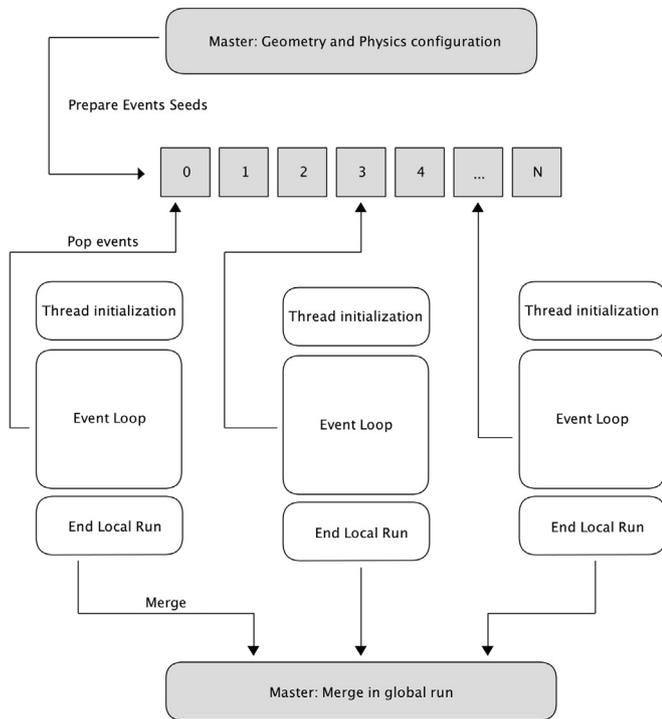 Master: Geometry and Physics configuration
Prepare Events Seeds
0 1 2 3 4 ... N
Pop events
Thread initialization
Thread initialization
Thread initialization
Event Loop
Event Loop
Event Loop
End Local Run
End Local Run
End Local Run
Merge
Master: Merge in global run